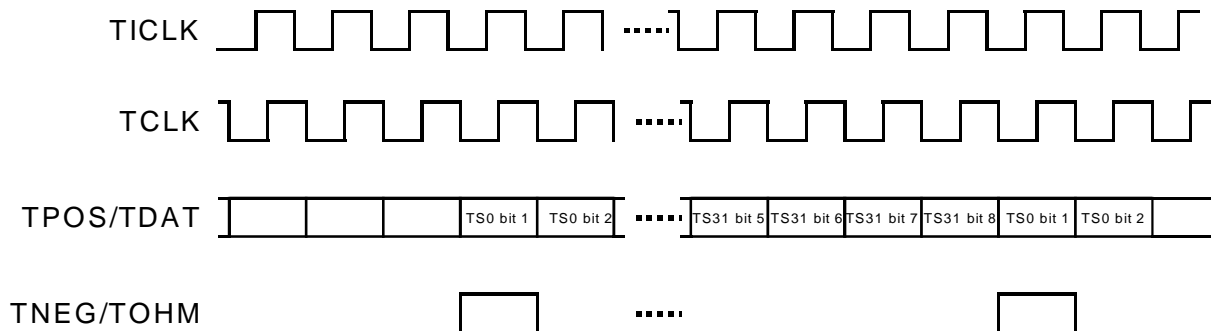 TICLK
TCLK
TPOS/TDAT TS0 bit 1 TS0 bit 2 TS31 bit 5 TS31 bit 6 TS31 bit 7 TS31 bit 8 TS0 bit 1 TS0 bit 2
TNEG/TOHM